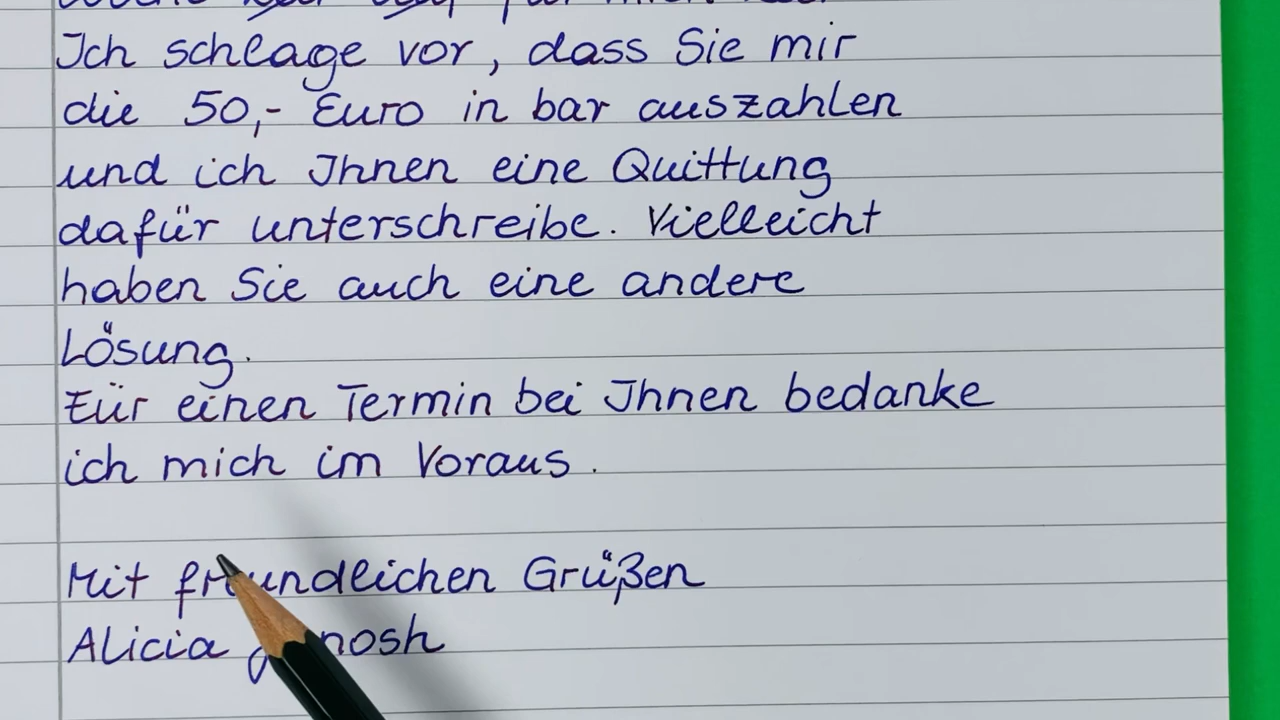 Ich schlage vor, dass Sie mir
die 50,- Euro in bar auszahlen
und ich Ihnen eine Quittung
dafür unterschreibe. Vielleicht
haben Sie auch eine andere
Lösung.
Für einen Termin bei Ihnen bedanke
ich mich im Voraus.
Mit freundlichen Grüßen
Alicia